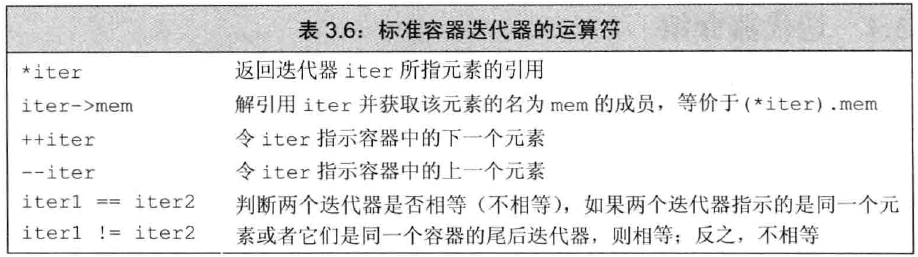 表 3.6：标准容器迭代器的运算符
*iter 返回迭代器 iter 所指元素的引用
iter->mem 解引用 iter 并获取该元素的名为 mem 的成员，等价于(*iter).mem
++iter 令 iter 指示容器中的下一个元素
--iter 令 iter 指示容器中的上一个元素
iter1 == iter2 判断两个迭代器是否相等（不相等），如果两个迭代器指示的是同一个元
iter1 != iter2 素或者它们是同一个容器的尾后迭代器，则相等；反之，不相等